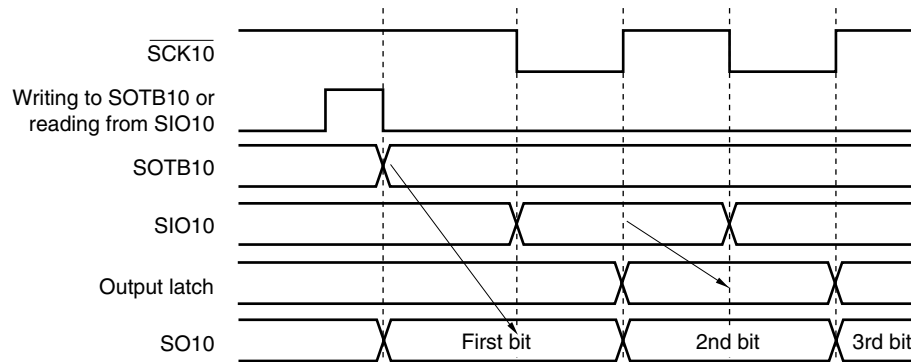 SCK10
Writing to SOTB10 or
reading from SIO10
SOTB10
SIO10
Output latch
SO10
First bit
2nd bit
3rd bit